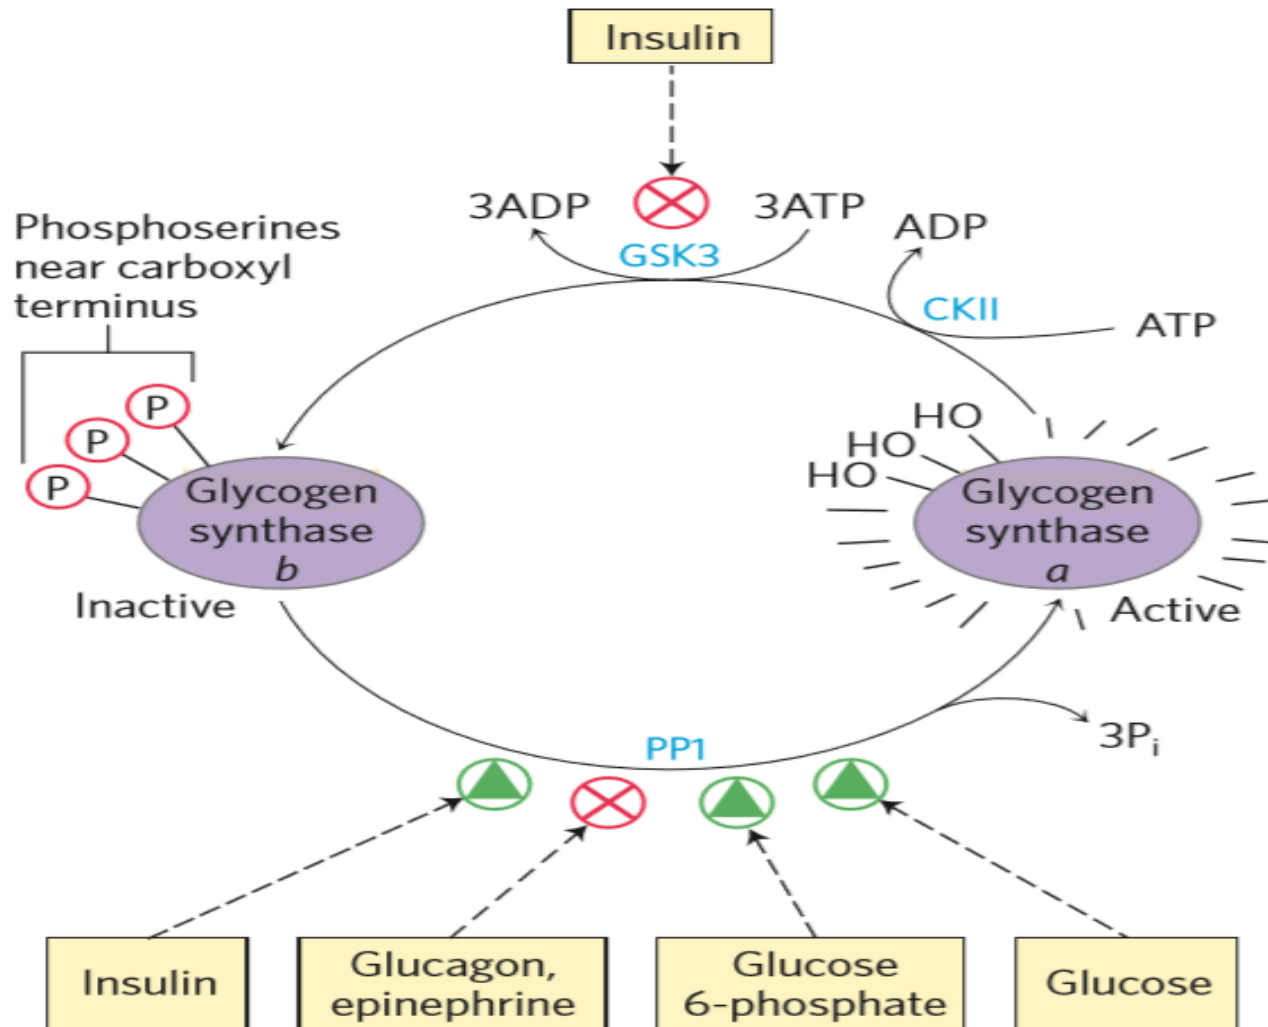 Insulin
3ADP
3ATP
GSK3
ADP
CKII
ATP
Phosphoserines
near carboxyl
terminus
P
P
P
Glycogen
synthase
b
Inactive
HO
HO
HO
Glycogen
synthase
a
Active
PP1
3Pi
Insulin
Glucagon,
epinephrine
Glucose
6-phosphate
Glucose